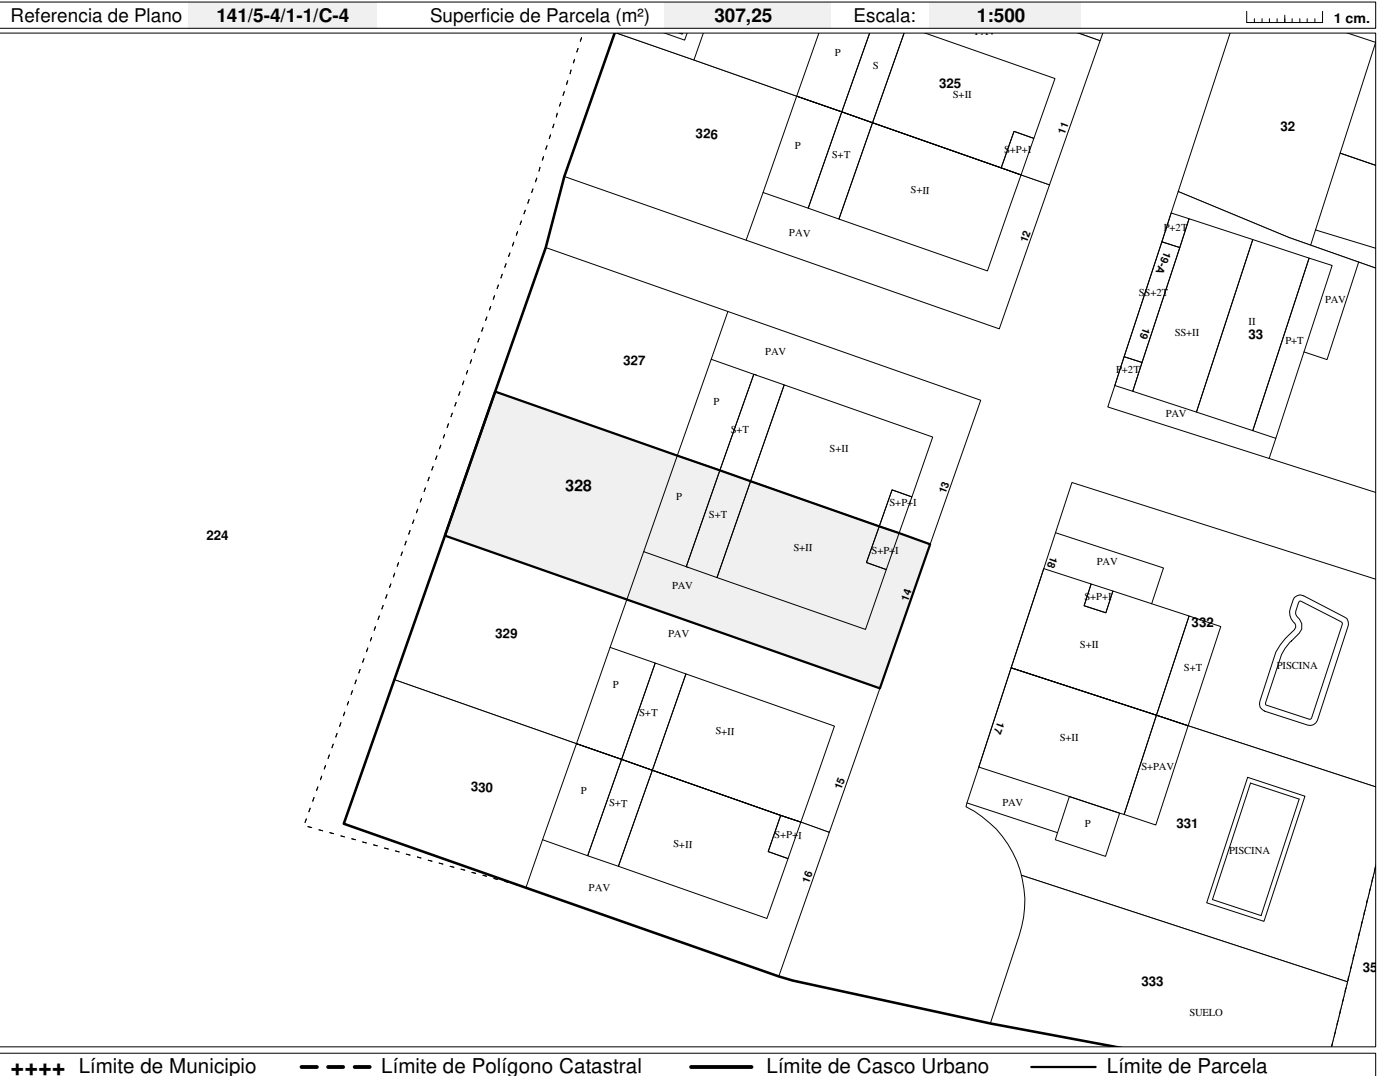 Referencia de Plano 141/5-4/1-1/C-4 Superficie de Parcela (m²) 307,25 Escala: 1:500 1 cm.
P
S
325
S+II
326
P
S+T
S+P+I
11
32
S+II
12
PAV
P+2T
19-A
SS+2T
19
P+2T
SS+II
II
33
P+T
PAV
PAV
327
PAV
P
S+T
S+II
13
S+P+I
328
P
S+T
S+II
S+P+I
14
PAV
224
329
PAV
P
S+T
S+II
15
330
P
S+T
S+II
S+P+I
16
PAV
18
PAV
S+P+I
332
S+II
S+T
PISCINA
17
S+II
S+PAV
PAV
P
331
PISCINA
333
SUELO
35
++++ Límite de Municipio Límite de Polígono Catastral Límite de Casco Urbano Límite de Parcela